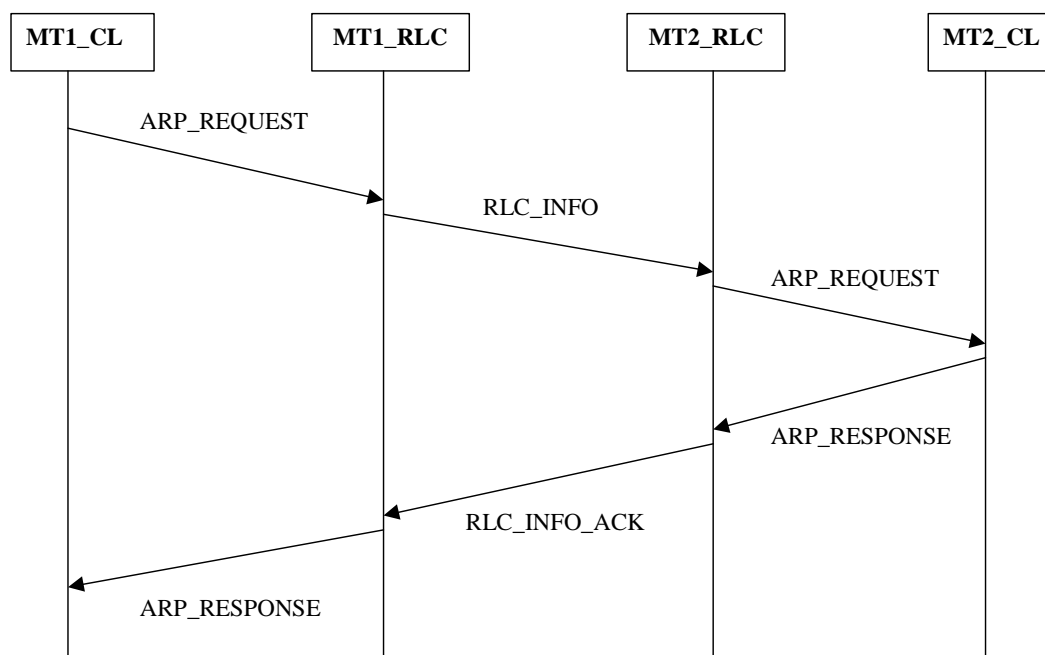 MT1_CL
MT1_RLC
MT2_RLC
MT2_CL
ARP_REQUEST
RLC_INFO
ARP_REQUEST
ARP_RESPONSE
RLC_INFO_ACK
ARP_RESPONSE